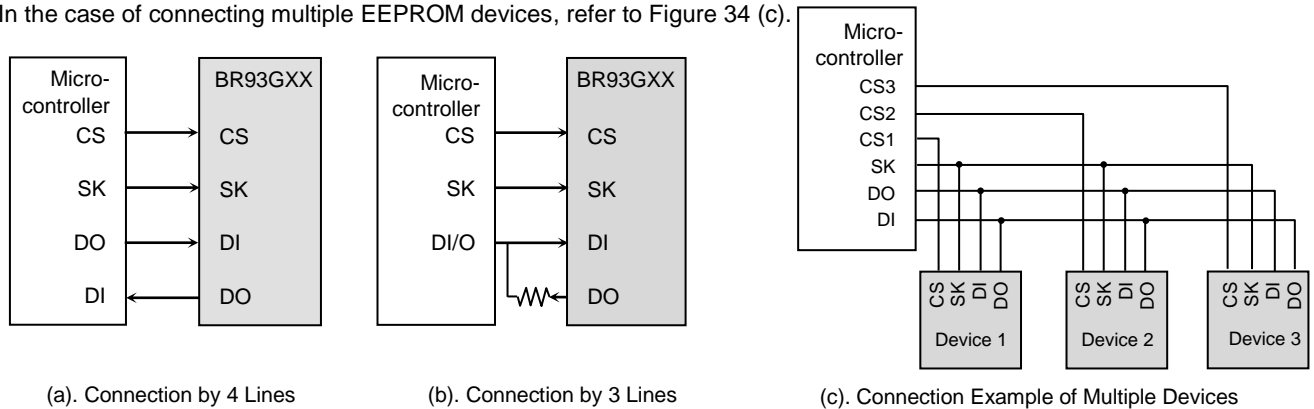 In the case of connecting multiple EEPROM devices, refer to Figure 34 (c).
Micro-
controller
CS
SK
DO
DI
BR93GXX
CS
SK
DI
DO
(a). Connection by 4 Lines
Micro-
controller
CS
SK
DI/O
BR93GXX
CS
SK
DI
DO
(b). Connection by 3 Lines
Micro-
controller
CS3
CS2
CS1
SK
DO
DI
CS
SK
DI
DO
Device 1
CS
SK
DI
DO
Device 2
CS
SK
DI
DO
Device 3
(c). Connection Example of Multiple Devices